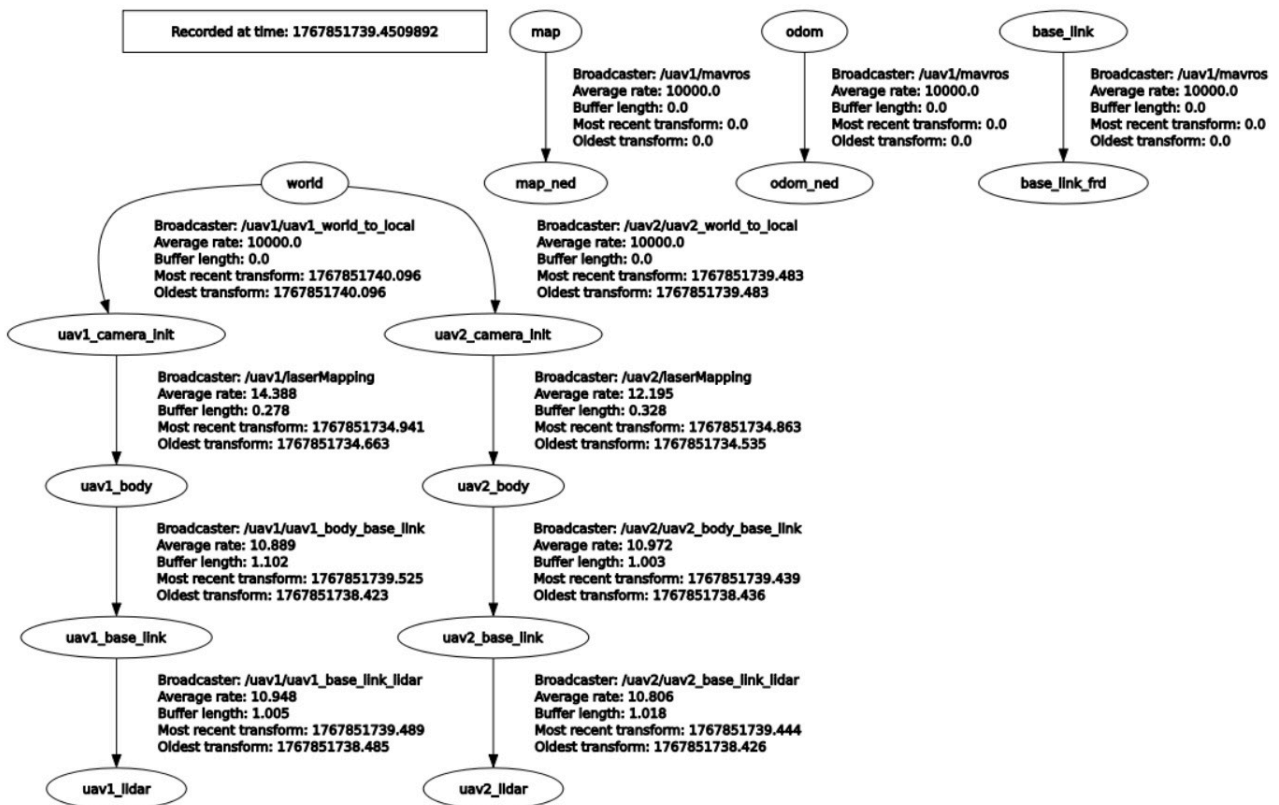 Recorded at time: 1767851739.4509892
map
odom
base_link
Broadcaster: /uav1/mavros
Average rate: 10000.0
Buffer length: 0.0
Most recent transform: 0.0
Oldest transform: 0.0
Broadcaster: /uav1/mavros
Average rate: 10000.0
Buffer length: 0.0
Most recent transform: 0.0
Oldest transform: 0.0
Broadcaster: /uav1/mavros
Average rate: 10000.0
Buffer length: 0.0
Most recent transform: 0.0
Oldest transform: 0.0
world
map_ned
odom_ned
base_link_frd
Broadcaster: /uav1/uav1_world_to_local
Average rate: 10000.0
Buffer length: 0.0
Most recent transform: 1767851740.096
Oldest transform: 1767851740.096
Broadcaster: /uav2/uav2_world_to_local
Average rate: 10000.0
Buffer length: 0.0
Most recent transform: 1767851739.483
Oldest transform: 1767851739.483
uav1_camera_init
uav2_camera_init
Broadcaster: /uav1/laserMapping
Average rate: 14.388
Buffer length: 0.278
Most recent transform: 1767851734.941
Oldest transform: 1767851734.663
Broadcaster: /uav2/laserMapping
Average rate: 12.195
Buffer length: 0.328
Most recent transform: 1767851734.863
Oldest transform: 1767851734.535
uav1_body
uav2_body
Broadcaster: /uav1/uav1_body_base_link
Average rate: 10.889
Buffer length: 1.102
Most recent transform: 1767851739.525
Oldest transform: 1767851738.423
Broadcaster: /uav2/uav2_body_base_link
Average rate: 10.972
Buffer length: 1.003
Most recent transform: 1767851739.439
Oldest transform: 1767851738.436
uav1_base_link
uav2_base_link
Broadcaster: /uav1/uav1_base_link_lidar
Average rate: 10.948
Buffer length: 1.005
Most recent transform: 1767851739.489
Oldest transform: 1767851738.485
Broadcaster: /uav2/uav2_base_link_lidar
Average rate: 10.806
Buffer length: 1.018
Most recent transform: 1767851739.444
Oldest transform: 1767851738.426
uav1_lidar
uav2_lidar